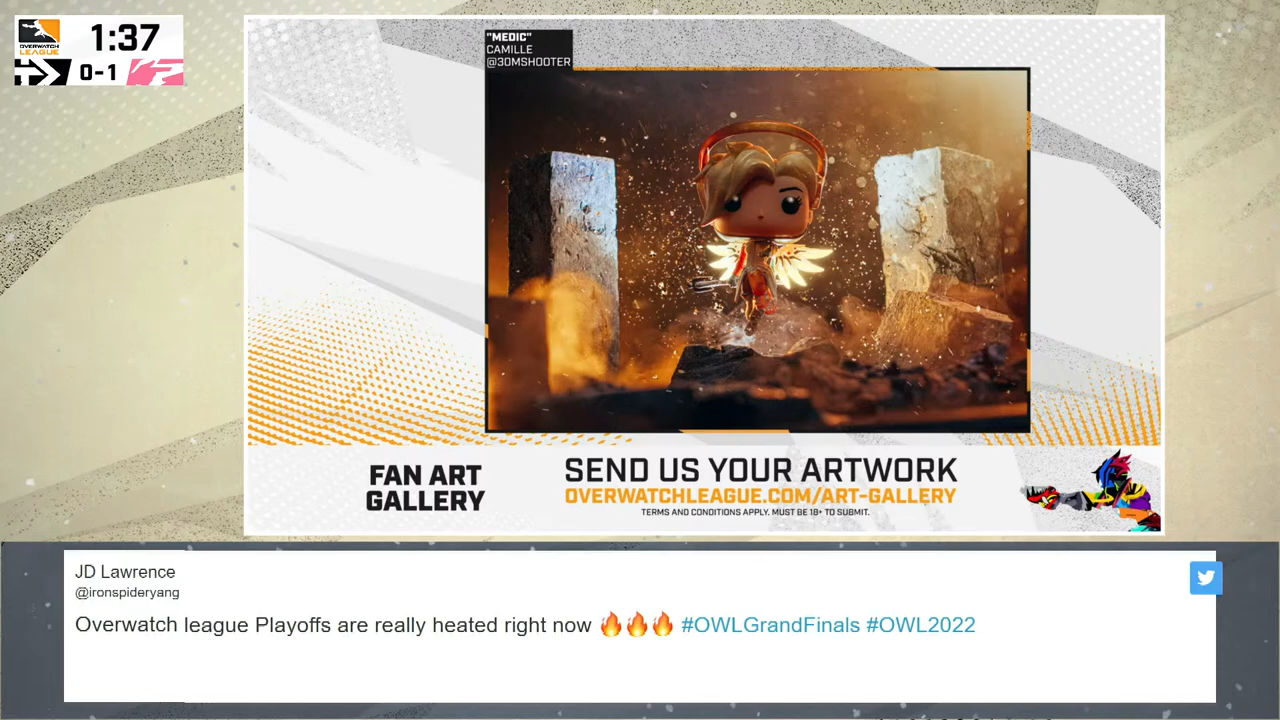 OVERWATCH
LEAGUE
1:37
0-1
"MEDIC"
CAMILLE
@30MSHOOTER
FAN ART
GALLERY
SEND US YOUR ARTWORK
OVERWATCHLEAGUE.COM/ART-GALLERY
TERMS AND CONDITIONS APPLY. MUST BE 18+ TO SUBMIT.
JD Lawrence
@ironspideryang
Overwatch league Playoffs are really heated right now 🔥🔥🔥 #OWLGrandFinals #OWL2022